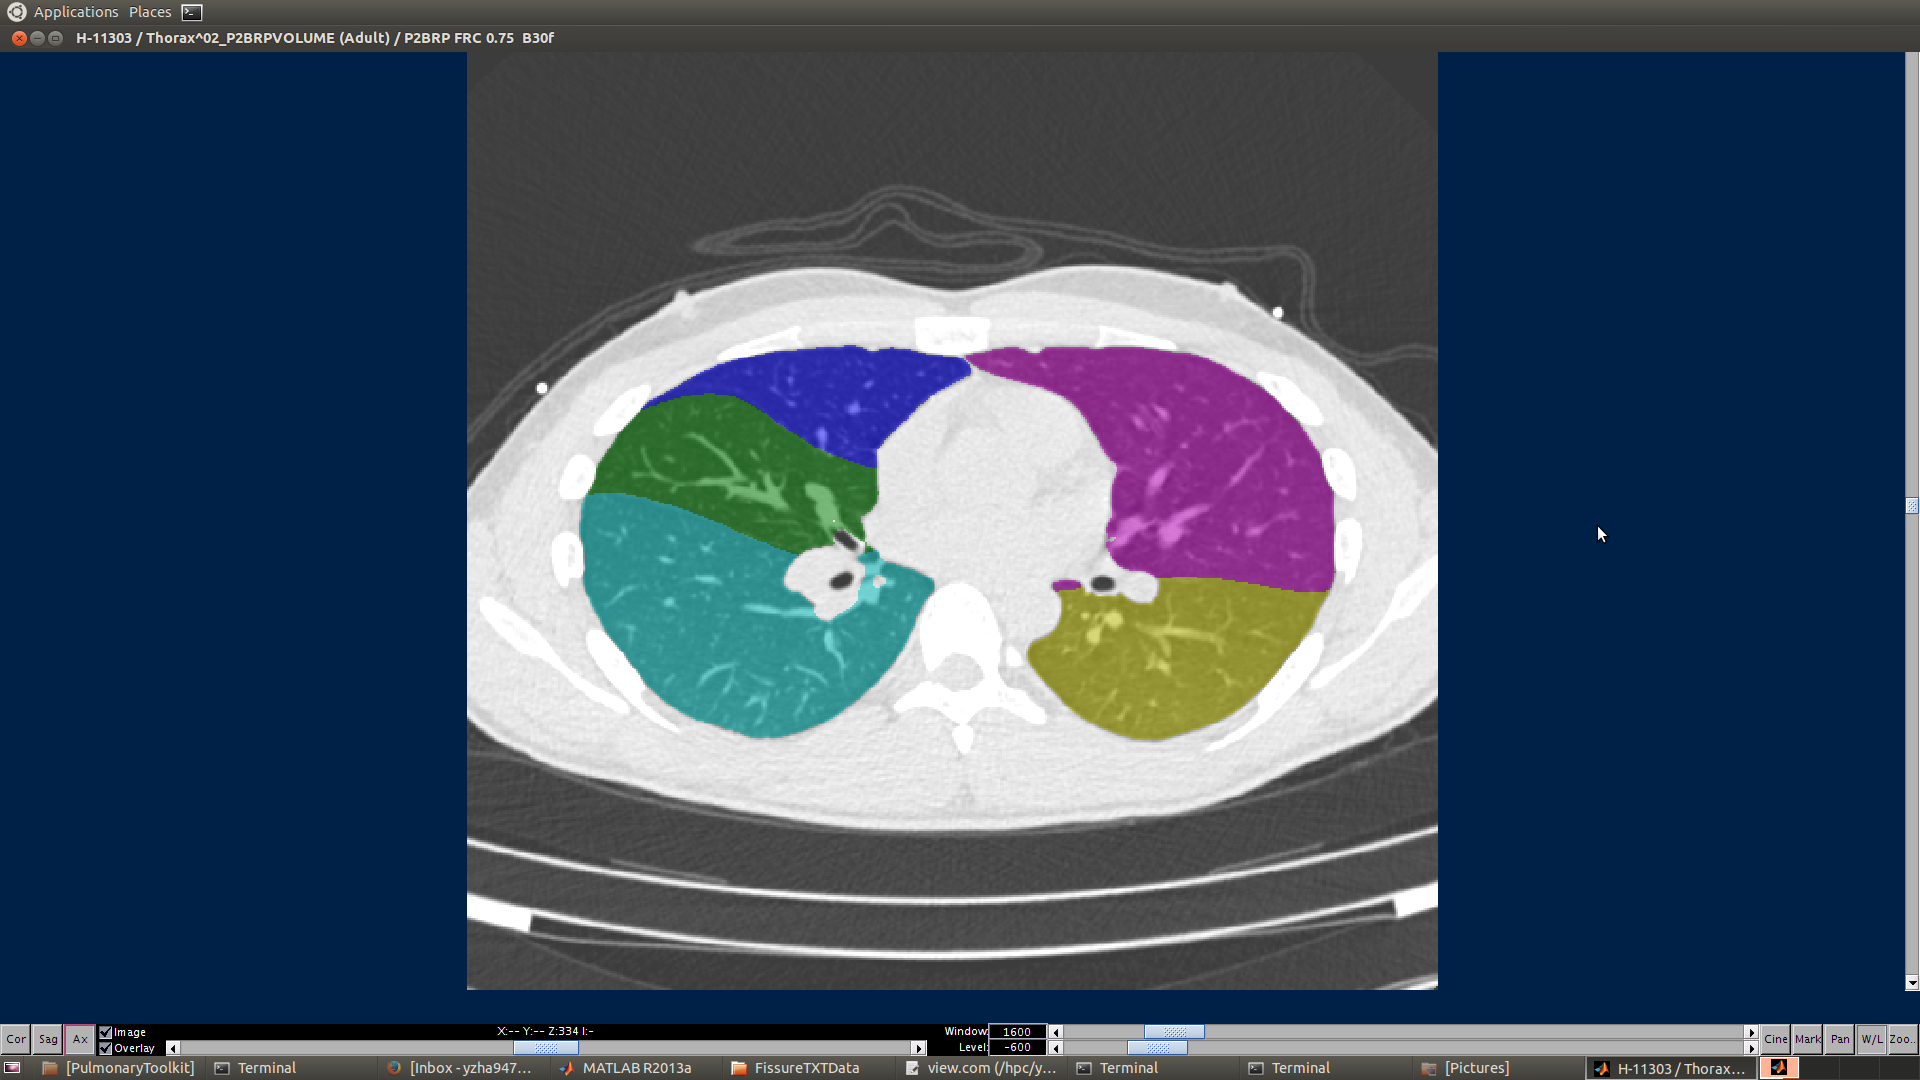 Applications Places
H-11303 / Thorax^02_P2BRPVOLUME (Adult) / P2BRP FRC 0.75 B30f
Cor Sag Ax
Image
Overlay
X:-- Y:-- Z:334 I:-
Window: 1600
Level: -600
Cine Mark Pan W/L Zoo..
[PulmonaryToolkit] Terminal [Inbox - yzha947... MATLAB R2013a FissureTXTData view.com (/hpc/y... Terminal Terminal [Pictures] H-11303 / Thorax...